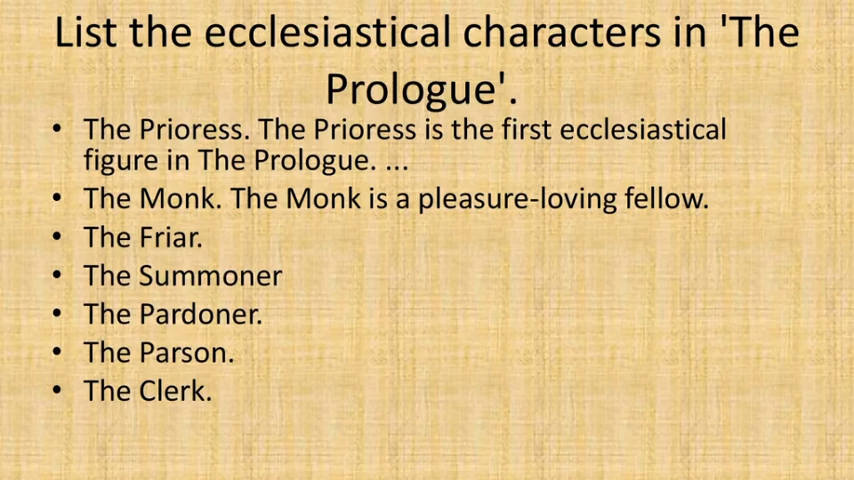 List the ecclesiastical characters in 'The
Prologue'.
• The Prioress. The Prioress is the first ecclesiastical
figure in The Prologue. ...
• The Monk. The Monk is a pleasure-loving fellow.
• The Friar.
• The Summoner
• The Pardoner.
• The Parson.
• The Clerk.